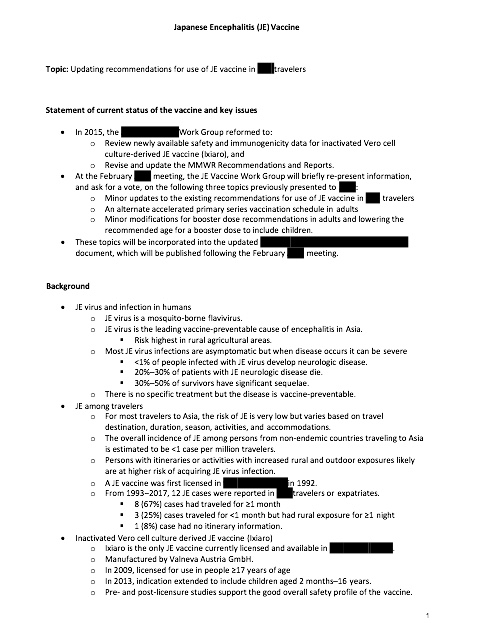 Japanese Encephalitis (JE) Vaccine
Topic: Updating recommendations for use of JE vaccine in travelers
Statement of current status of the vaccine and key issues
• In 2015, the Work Group reformed to:
o Review newly available safety and immunogenicity data for inactivated Vero cell
culture-derived JE vaccine (Ixiaro), and
o Revise and update the MMWR Recommendations and Reports.
• At the February meeting, the JE Vaccine Work Group will briefly re-present information,
and ask for a vote, on the following three topics previously presented to :
o Minor updates to the existing recommendations for use of JE vaccine in travelers
o An alternate accelerated primary series vaccination schedule in adults
o Minor modifications for booster dose recommendations in adults and lowering the
recommended age for a booster dose to include children.
• These topics will be incorporated into the updated
document, which will be published following the February meeting.
Background
• JE virus and infection in humans
o JE virus is a mosquito-borne flavivirus.
o JE virus is the leading vaccine-preventable cause of encephalitis in Asia.
▪ Risk highest in rural agricultural areas.
o Most JE virus infections are asymptomatic but when disease occurs it can be severe
▪ <1% of people infected with JE virus develop neurologic disease.
▪ 20%–30% of patients with JE neurologic disease die.
▪ 30%–50% of survivors have significant sequelae.
o There is no specific treatment but the disease is vaccine-preventable.
• JE among travelers
o For most travelers to Asia, the risk of JE is very low but varies based on travel
destination, duration, season, activities, and accommodations.
o The overall incidence of JE among persons from non-endemic countries traveling to Asia
is estimated to be <1 case per million travelers.
o Persons with itineraries or activities with increased rural and outdoor exposures likely
are at higher risk of acquiring JE virus infection.
o A JE vaccine was first licensed in in 1992.
o From 1993–2017, 12 JE cases were reported in travelers or expatriates.
▪ 8 (67%) cases had traveled for ≥1 month
▪ 3 (25%) cases traveled for <1 month but had rural exposure for ≥1 night
▪ 1 (8%) case had no itinerary information.
• Inactivated Vero cell culture derived JE vaccine (Ixiaro)
o Ixiaro is the only JE vaccine currently licensed and available in .
o Manufactured by Valneva Austria GmBH.
o In 2009, licensed for use in people ≥17 years of age
o In 2013, indication extended to include children aged 2 months–16 years.
o Pre- and post-licensure studies support the good overall safety profile of the vaccine.
1